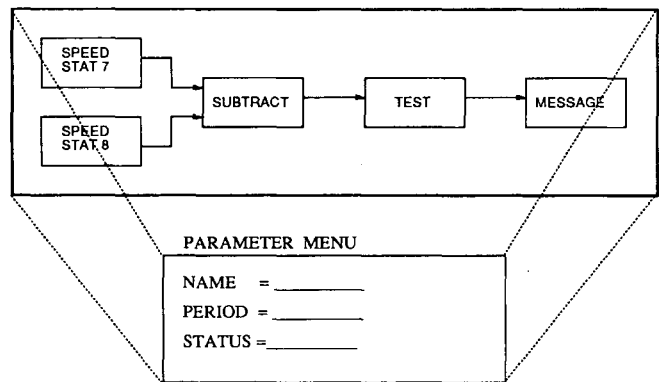 SPEED
STAT 7
SPEED
STAT 8
SUBTRACT
TEST
MESSAGE
PARAMETER MENU
NAME =
PERIOD =
STATUS =